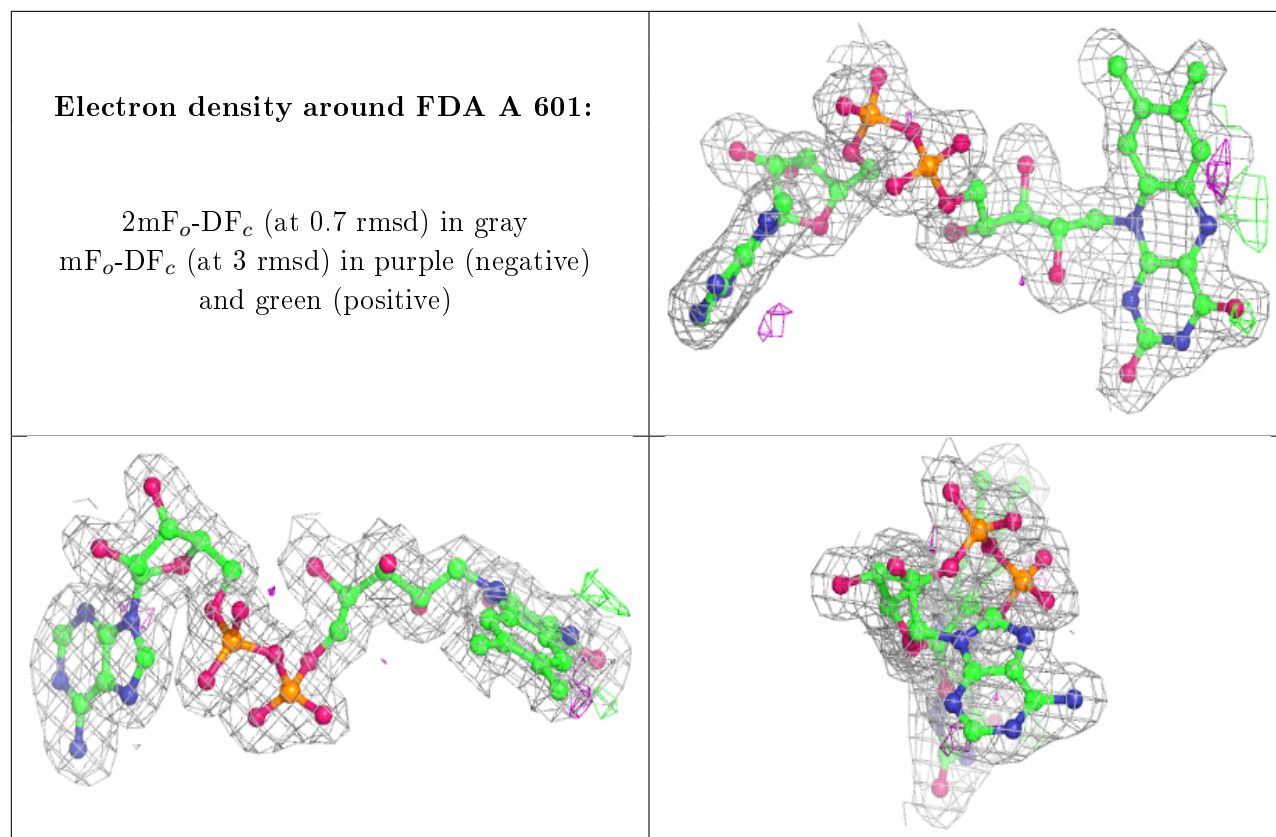 Electron density around FDA A 601:
2mFo-DFc (at 0.7 rmsd) in gray
mFo-DFc (at 3 rmsd) in purple (negative)
and green (positive)